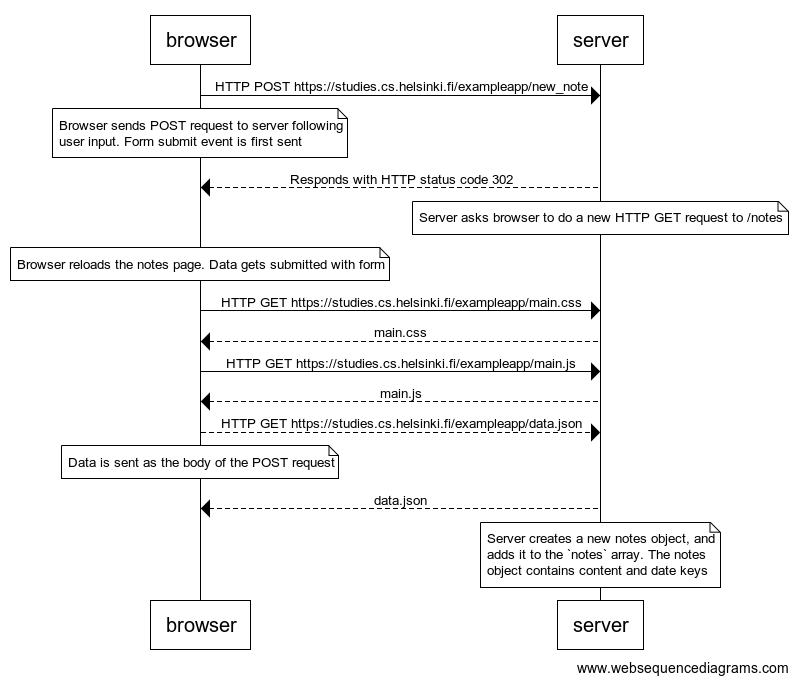 browser
server
HTTP POST https://studies.cs.helsinki.fi/exampleapp/new_note
Browser sends POST request to server following
user input. Form submit event is first sent
Responds with HTTP status code 302
Server asks browser to do a new HTTP GET request to /notes
Browser reloads the notes page. Data gets submitted with form
HTTP GET https://studies.cs.helsinki.fi/exampleapp/main.css
main.css
HTTP GET https://studies.cs.helsinki.fi/exampleapp/main.js
main.js
HTTP GET https://studies.cs.helsinki.fi/exampleapp/data.json
Data is sent as the body of the POST request
data.json
Server creates a new notes object, and
adds it to the `notes` array. The notes
object contains content and date keys
browser
server
www.websequencediagrams.com